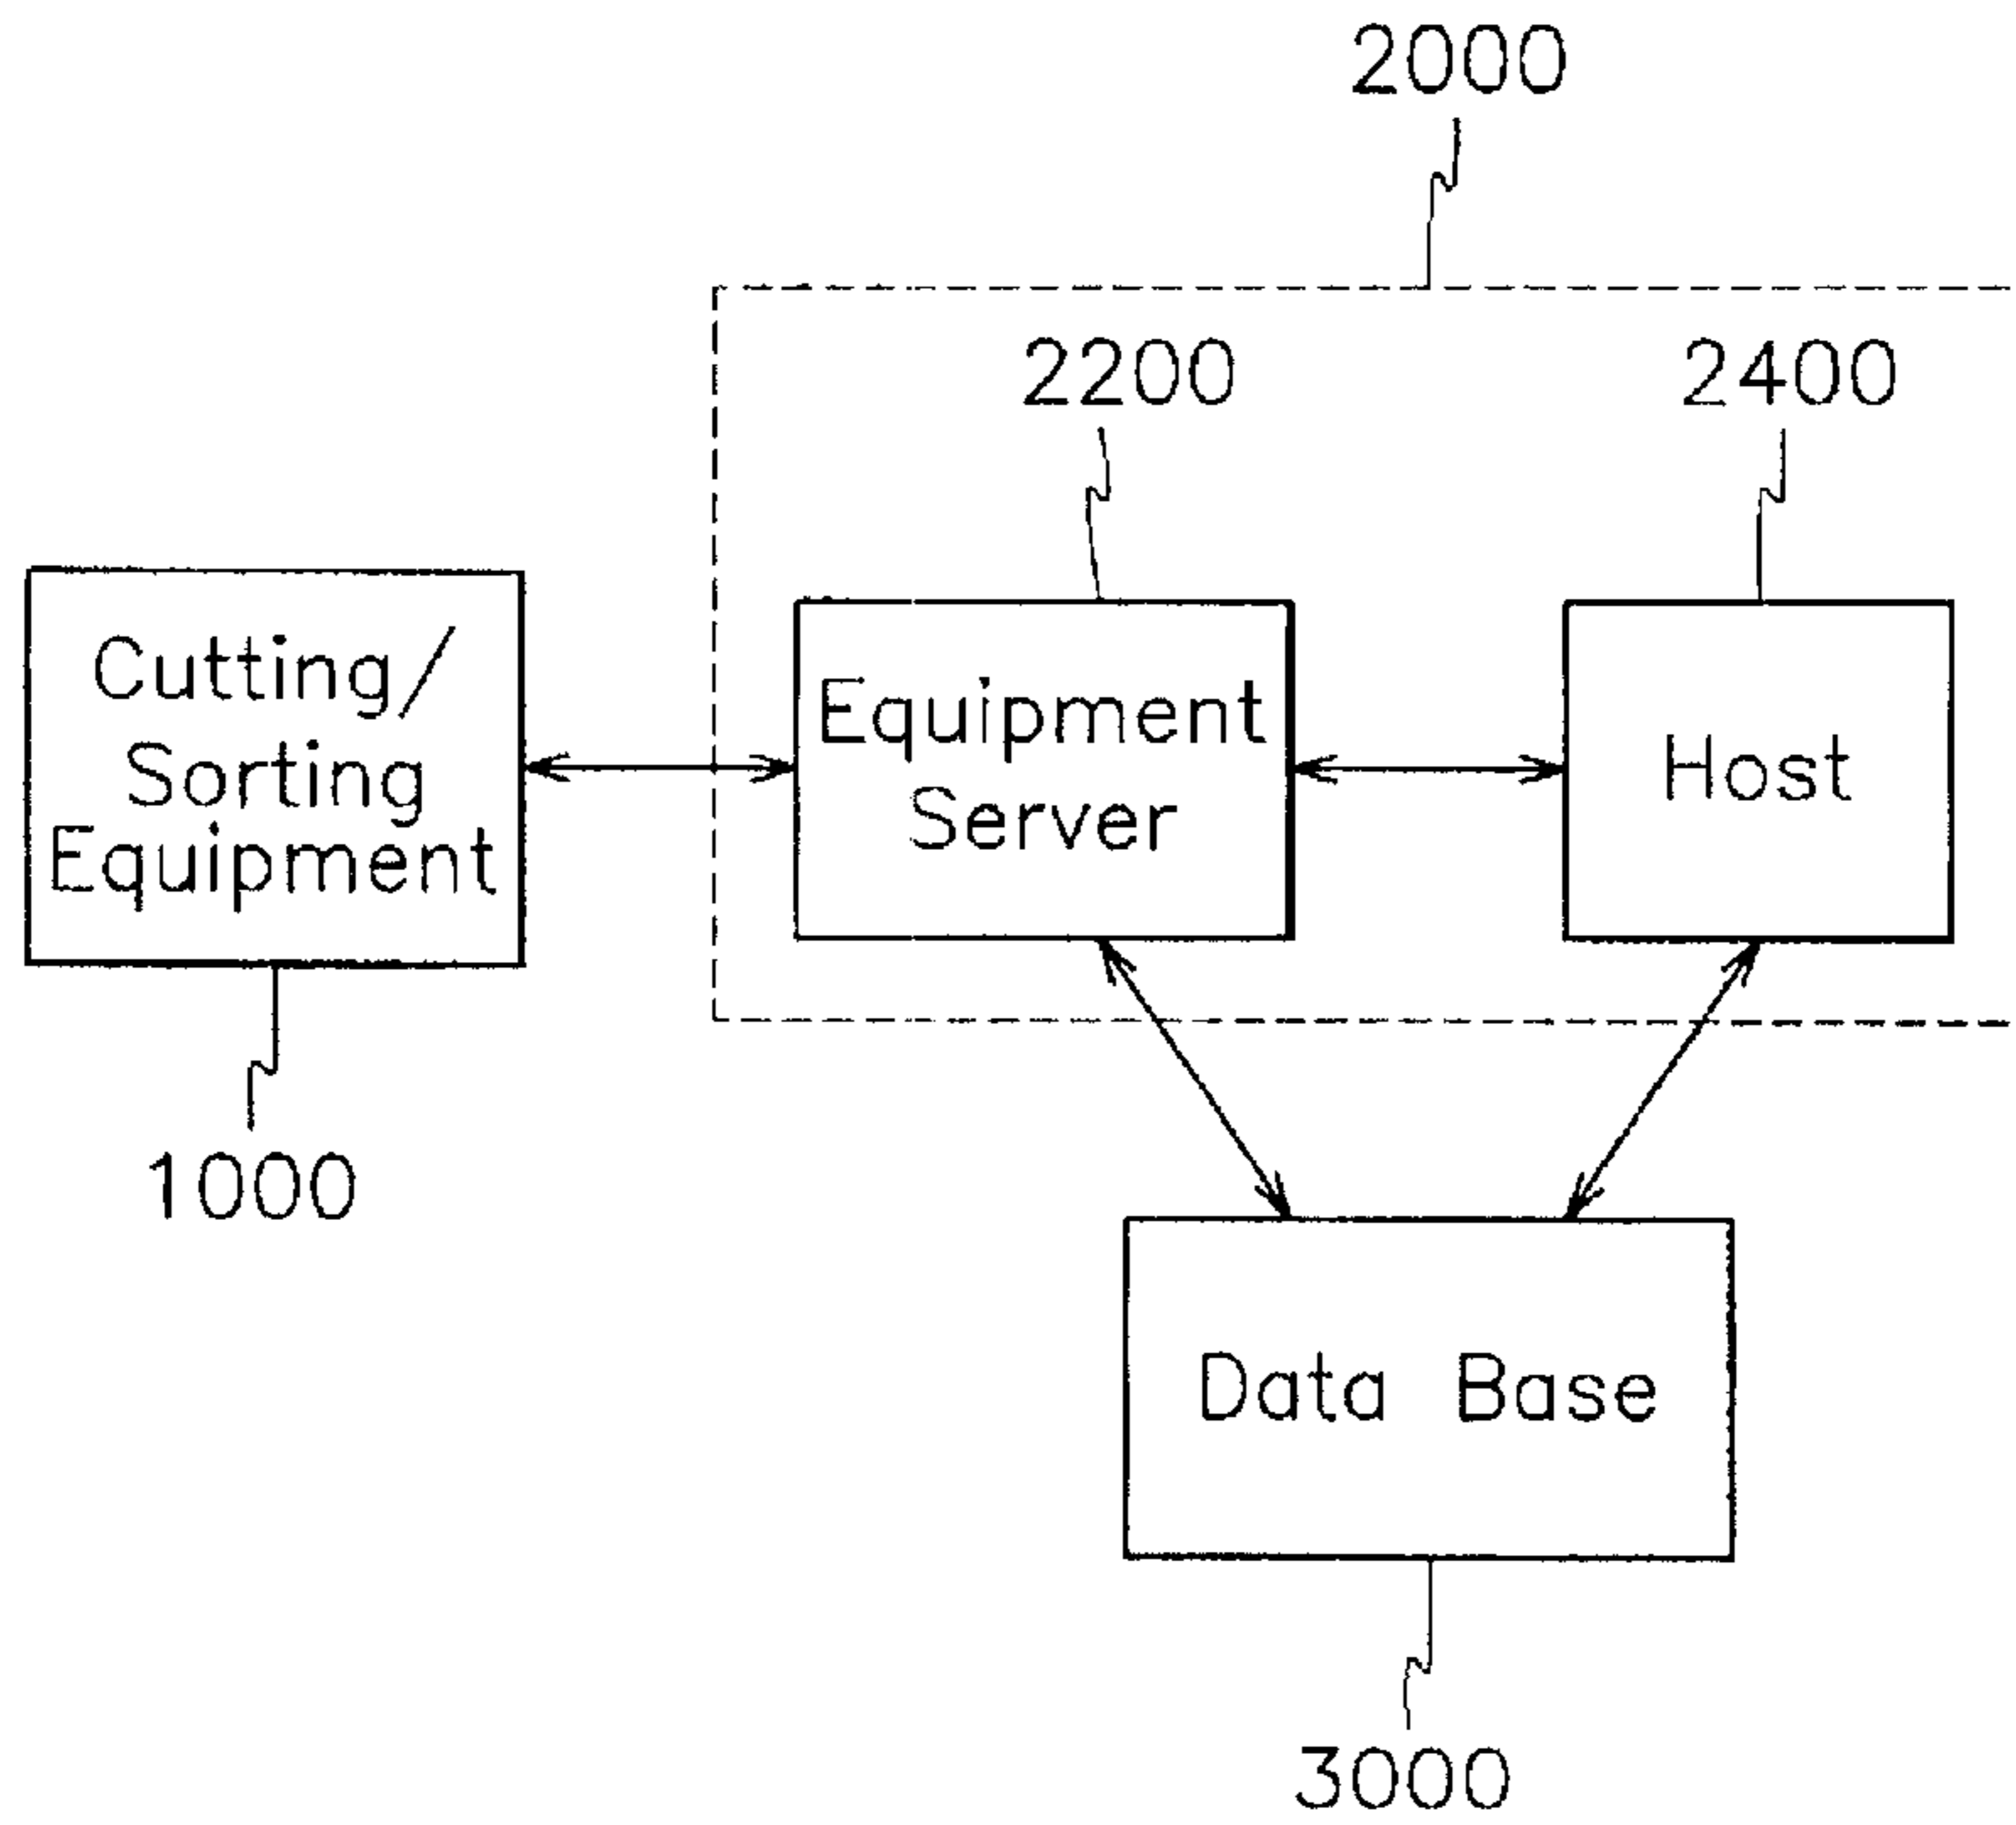 2000
2200
2400
Cutting/
Sorting
Equipment
Equipment
Server
Host
1000
Data Base
3000